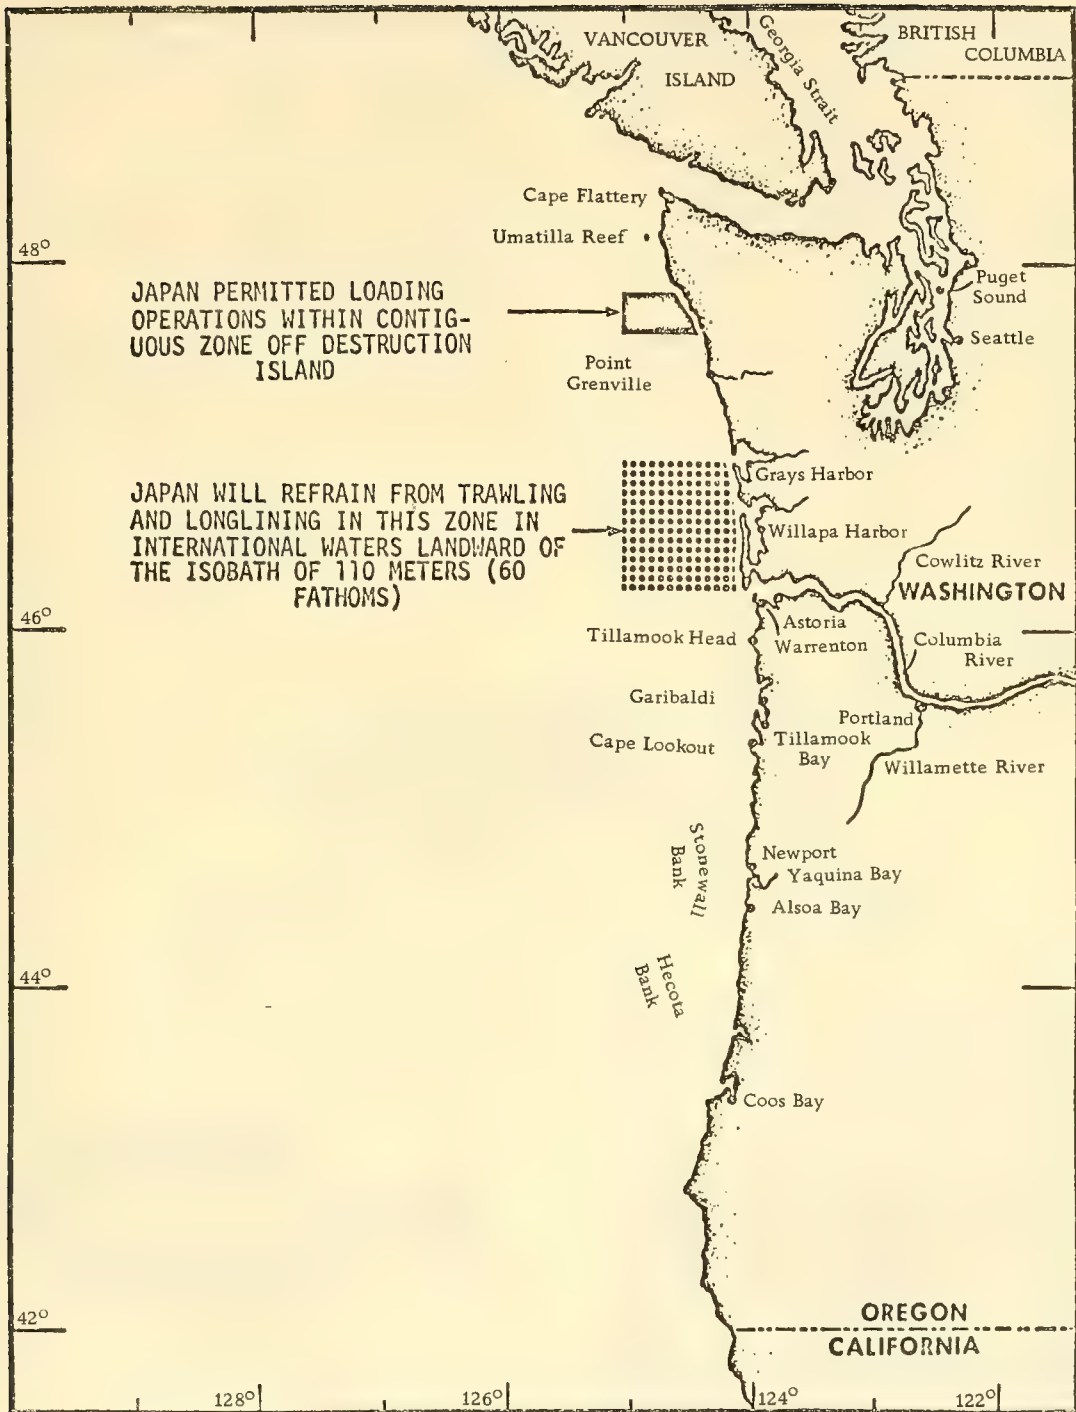 VANCOUVER
ISLAND
Georgia Strait
BRITISH
COLUMBIA
Cape Flattery
Umatilla Reef
48°
JAPAN PERMITTED LOADING
OPERATIONS WITHIN CONTIG-
UOUS ZONE OFF DESTRUCTION
ISLAND
Puget
Sound
Seattle
Point
Grenville
JAPAN WILL REFRAIN FROM TRAWLING
AND LONGLINING IN THIS ZONE IN
INTERNATIONAL WATERS LANDWARD OF
THE ISOBATH OF 110 METERS (60
FATHOMS)
Grays Harbor
Willapa Harbor
Cowlitz River
WASHINGTON
46°
Astoria
Warrenton
Tillamook Head
Columbia
River
Garibaldi
Portland
Cape Lookout
Tillamook
Bay
Willamette River
Stonewall
Bank
Newport
Yaquina Bay
Alsoa Bay
Hecota
Bank
44°
Coos Bay
42°
OREGON
CALIFORNIA
128°
126°
124°
122°